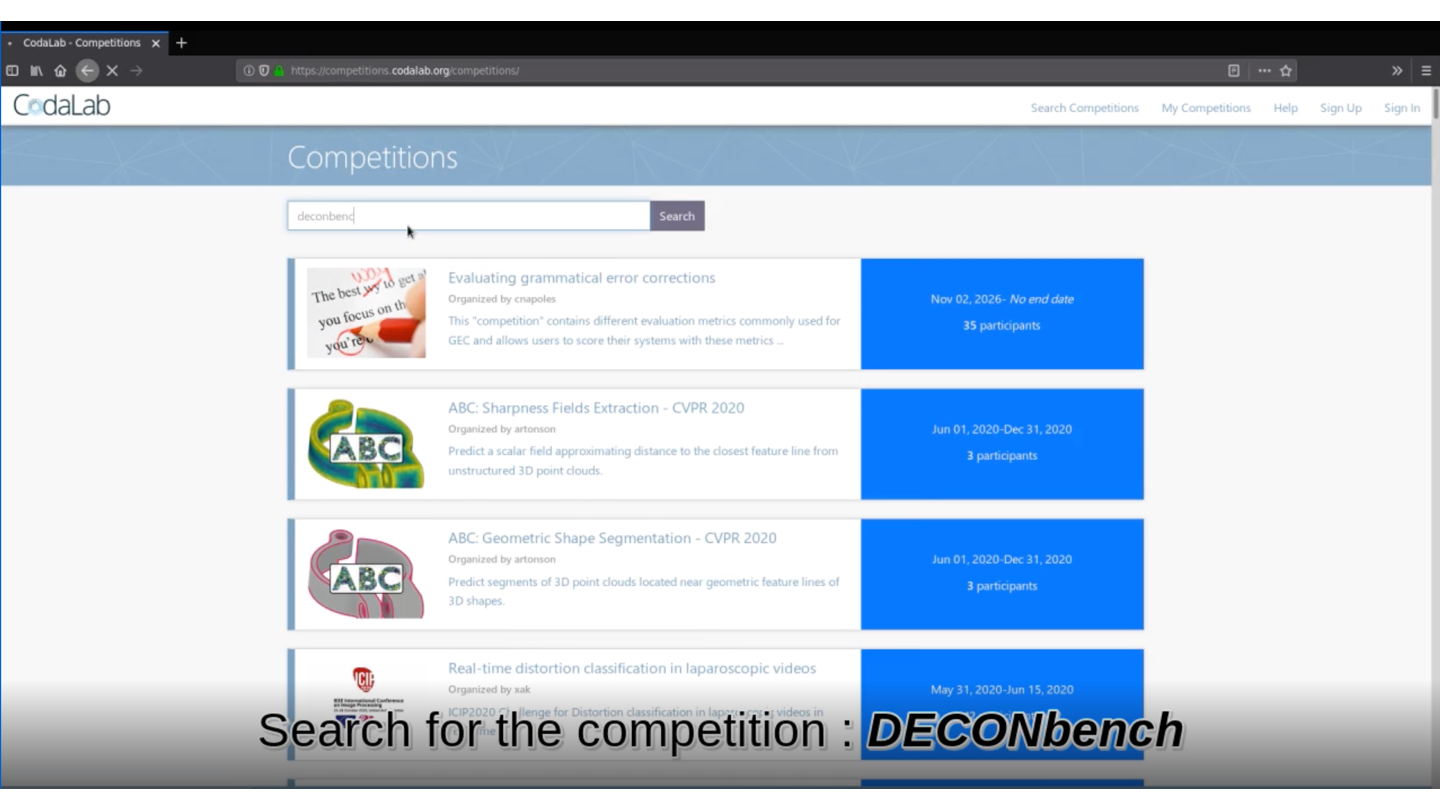 CodaLab - Competitions
https://competitions.codalab.org/competitions/
CodaLab
Search Competitions My Competitions Help Sign Up Sign In
Competitions
deconbenc
Search
way
The best wy to get a
you focus on th
you're
Evaluating grammatical error corrections
Organized by cnapoles
This "competition" contains different evaluation metrics commonly used for
GEC and allows users to score their systems with these metrics ...
Nov 02, 2026- No end date
35 participants
ABC
ABC: Sharpness Fields Extraction - CVPR 2020
Organized by artonson
Predict a scalar field approximating distance to the closest feature line from
unstructured 3D point clouds.
Jun 01, 2020-Dec 31, 2020
3 participants
ABC
ABC: Geometric Shape Segmentation - CVPR 2020
Organized by artonson
Predict segments of 3D point clouds located near geometric feature lines of
3D shapes.
Jun 01, 2020-Dec 31, 2020
3 participants
ICIP
IEEE International Conference
on Image Processing
Real-time distortion classification in laparoscopic videos
Organized by xak
ICIP2020 Challenge for Distortion classification in laparoscopic videos in
May 31, 2020-Jun 15, 2020
Search for the competition : DECONbench